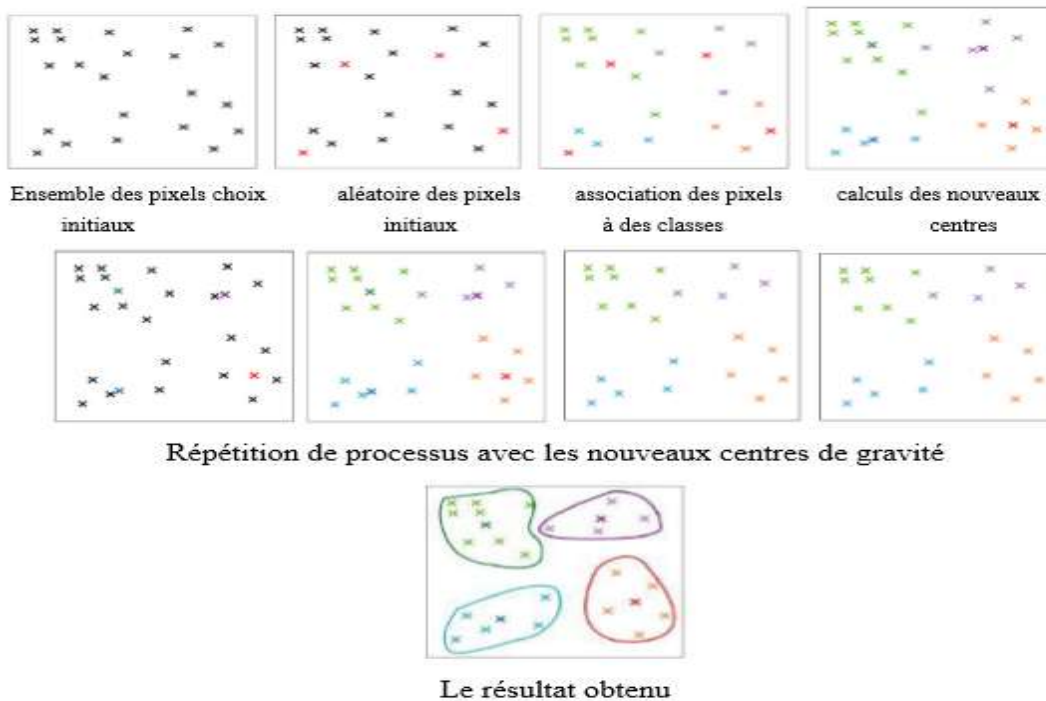 Ensemble des pixels choix initiaux
aléatoire des pixels initiaux
association des pixels à des classes
calculs des nouveaux centres
Répétition de processus avec les nouveaux centres de gravité
Le résultat obtenu